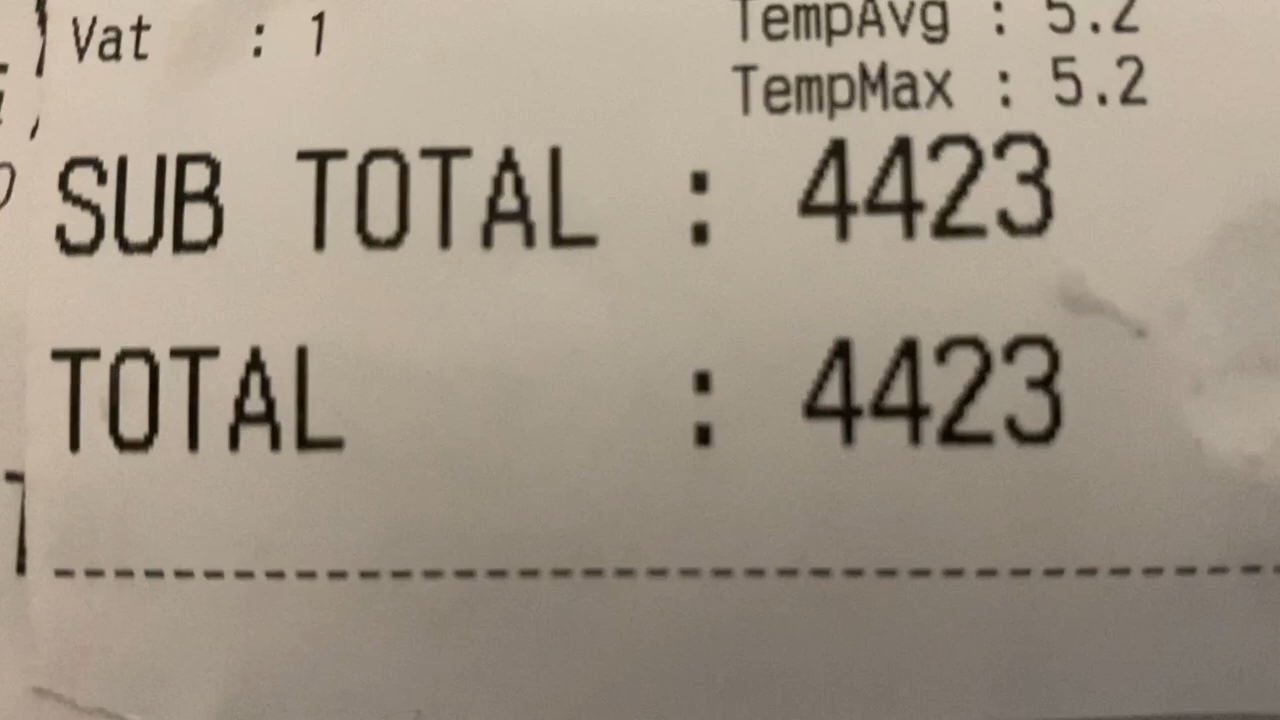 Vat : 1
TempAvg : 5.2
TempMax : 5.2
SUB TOTAL : 4423
TOTAL : 4423